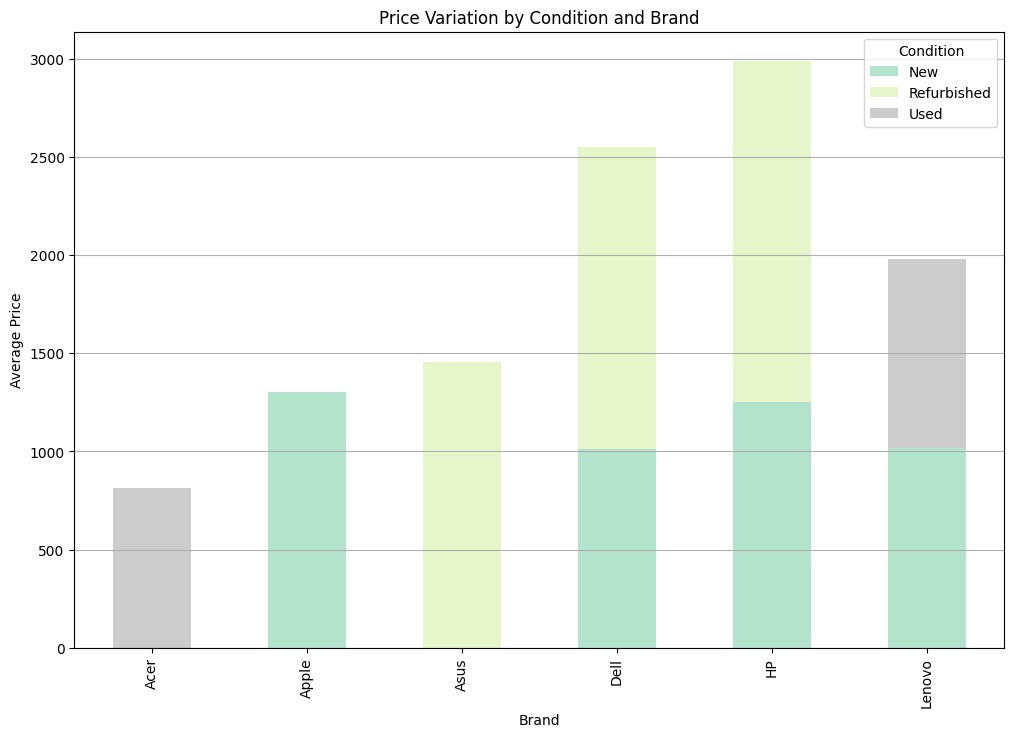 Price Variation by Condition and Brand
Condition
New
Refurbished
Used
Average Price
3000
2500
2000
1500
1000
500
0
Acer
Apple
Asus
Dell
HP
Lenovo
Brand